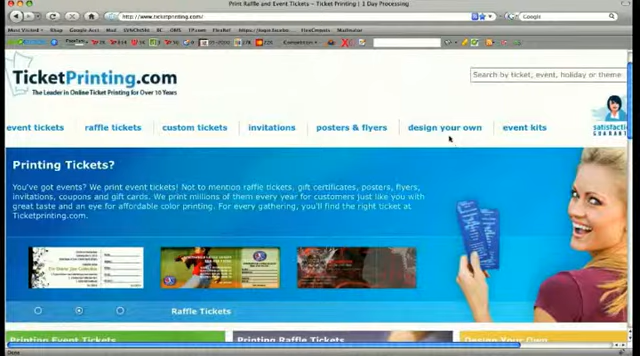 Print Raffle and Event Tickets - Ticket Printing | 1 Day Processing
http://www.ticketprinting.com/
Google
TicketPrinting.com
The Leader in Online Ticket Printing for Over 10 Years
Search by ticket, event, holiday or theme
event tickets raffle tickets custom tickets invitations posters & flyers design your own event kits
Printing Tickets?
You've got events? We print event tickets! Not to mention raffle tickets, gift certificates, posters, flyers,
invitations, coupons and gift cards. We print millions of them every year for customers just like you with
great taste and an eye for affordable color printing. For every gathering, you'll find the right ticket at
Ticketprinting.com.
Raffle Tickets
Printing Event Tickets
Printing Raffle Tickets
Design Your Own
Done